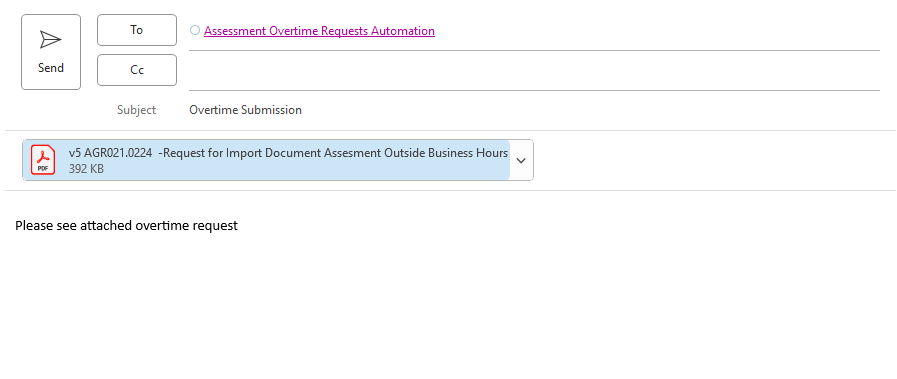 To
Assessment Overtime Requests Automation
Send
Cc
Subject
Overtime Submission
v5 AGR021.0224 -Request for Import Document Assesment Outside Business Hours
PDF
392 KB
Please see attached overtime request